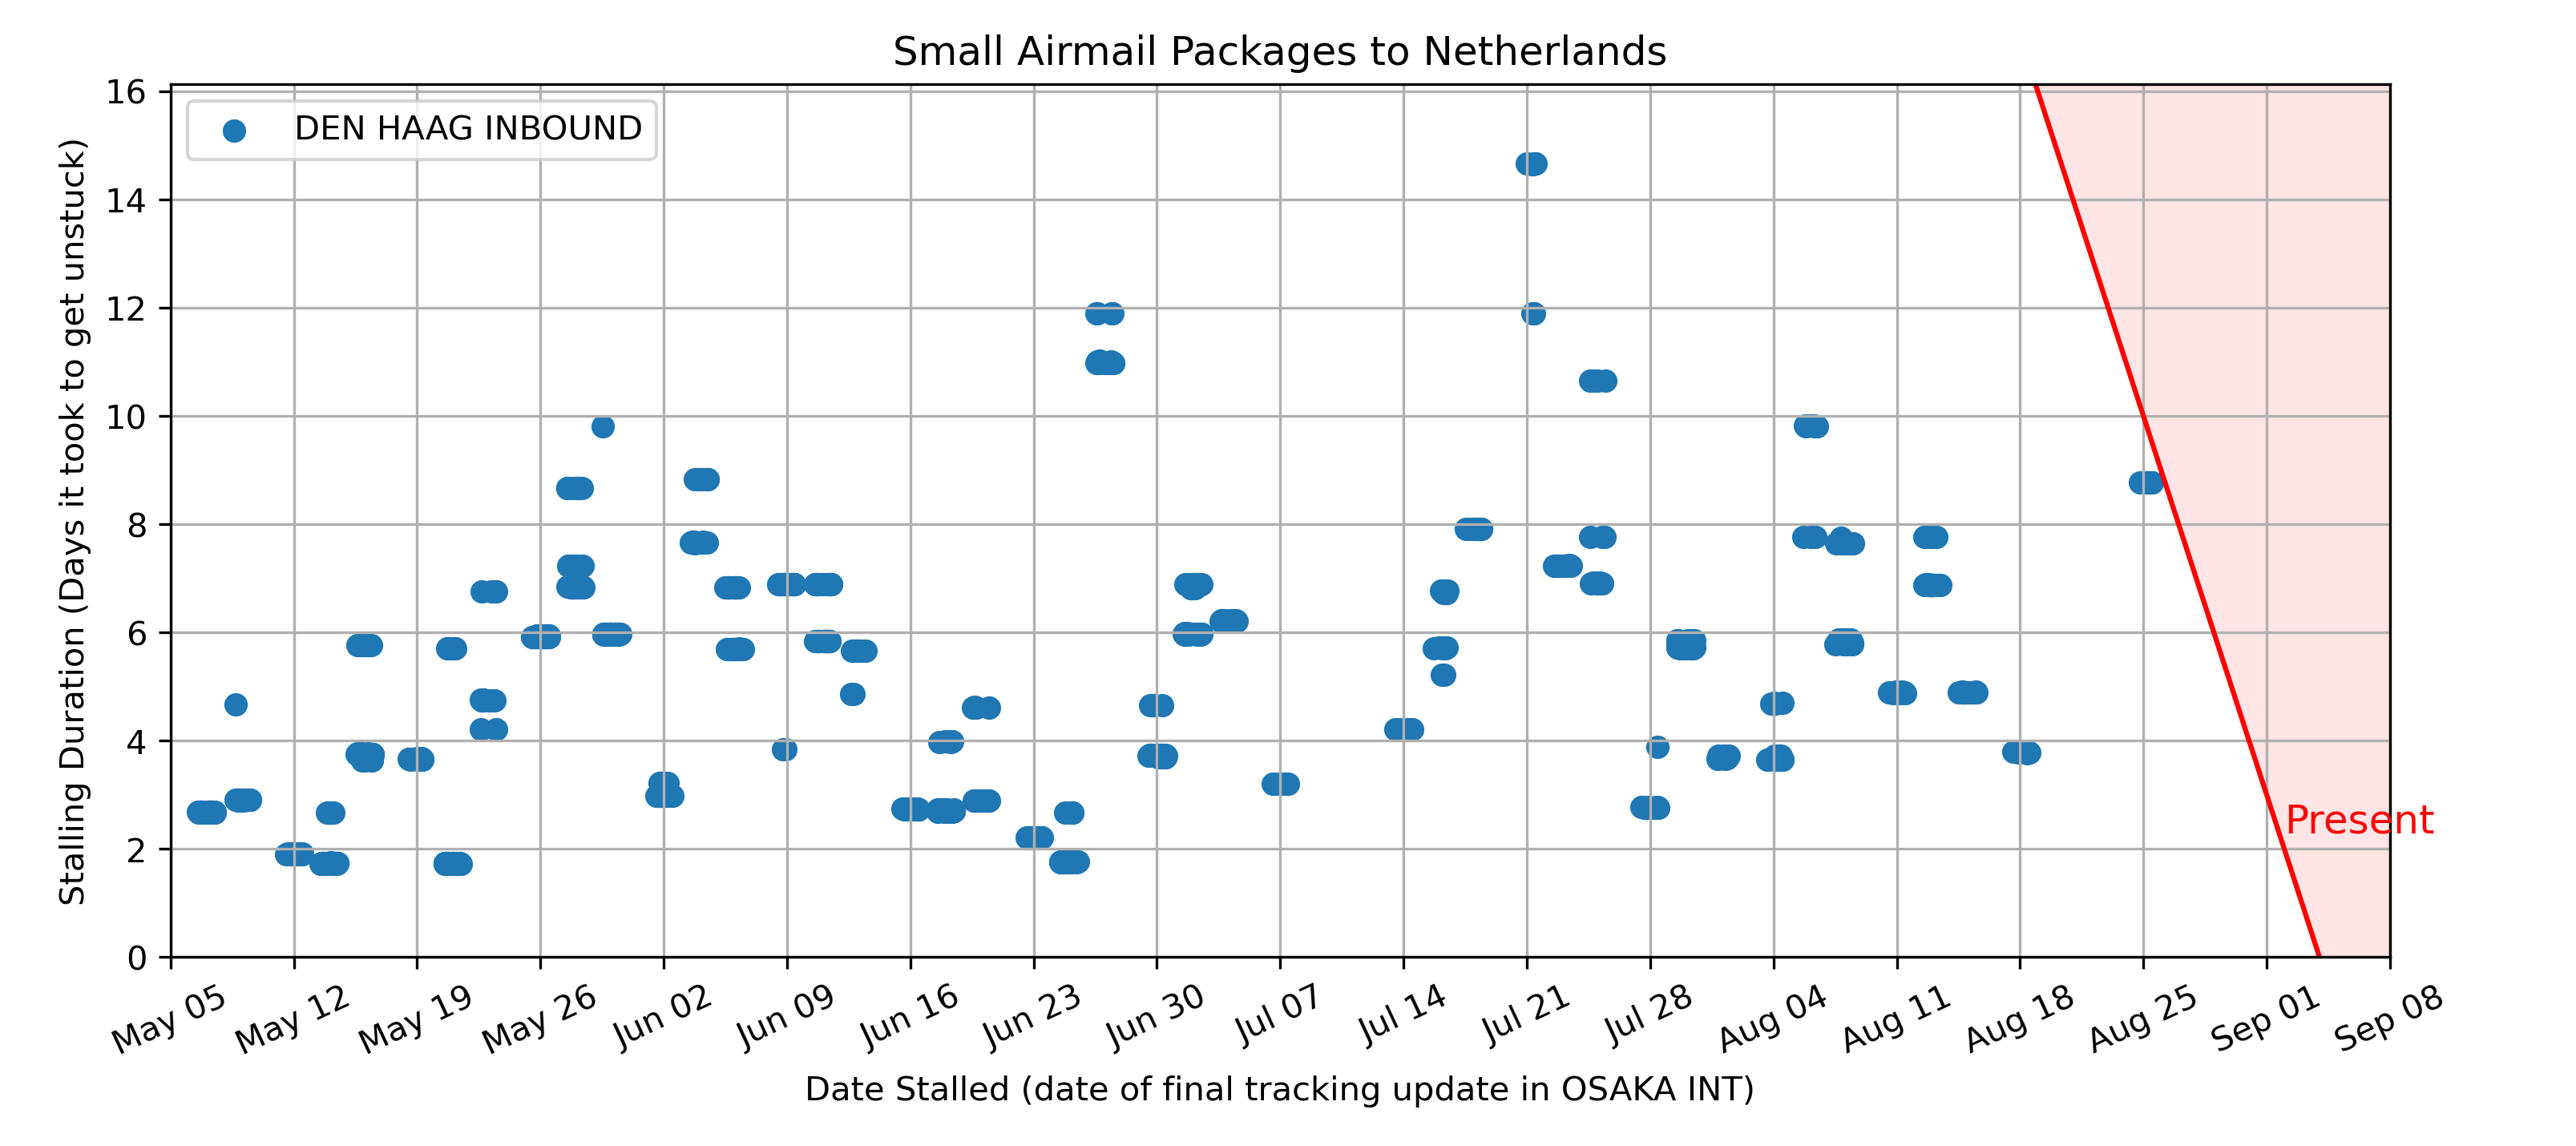 Small Airmail Packages to Netherlands
DEN HAAG INBOUND
Stalling Duration (Days it took to get unstuck)
16
14
12
10
8
6
4
2
0
Present
May 05
May 12
May 19
May 26
Jun 02
Jun 09
Jun 16
Jun 23
Jun 30
Jul 07
Jul 14
Jul 21
Jul 28
Aug 04
Aug 11
Aug 18
Aug 25
Sep 01
Sep 08
Date Stalled (date of final tracking update in OSAKA INT)